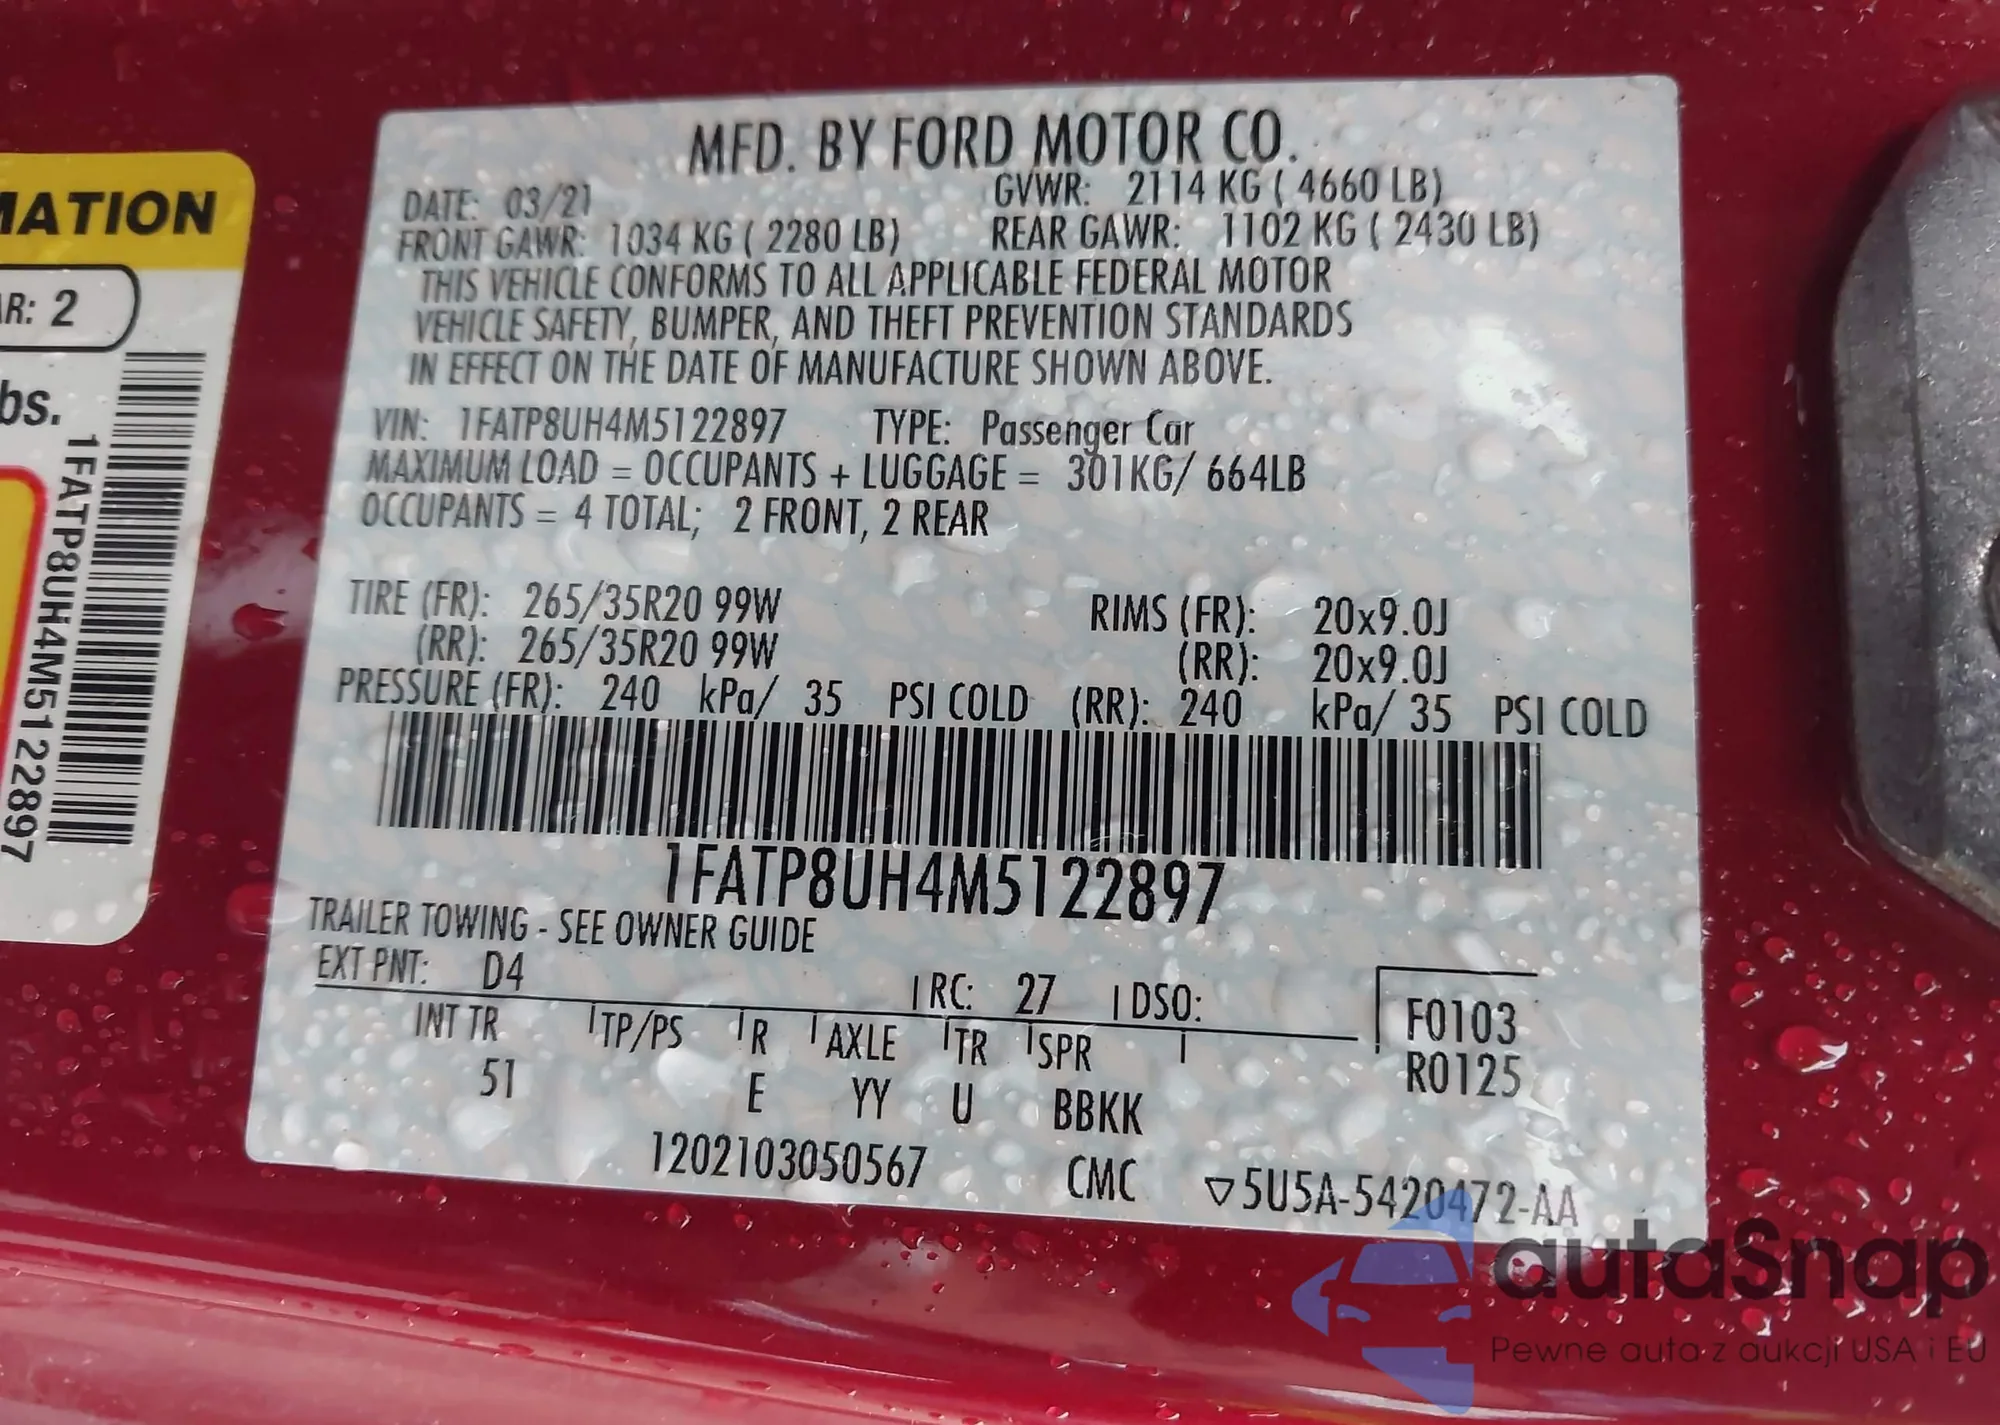 MATION
AR: 2
bs.
1FATP8UH4M5122897
MFD. BY FORD MOTOR CO.
DATE: 03/21 GVWR: 2114 KG ( 4660 LB)
FRONT GAWR: 1034 KG ( 2280 LB) REAR GAWR: 1102 KG ( 2430 LB)
THIS VEHICLE CONFORMS TO ALL APPLICABLE FEDERAL MOTOR
VEHICLE SAFETY, BUMPER, AND THEFT PREVENTION STANDARDS
IN EFFECT ON THE DATE OF MANUFACTURE SHOWN ABOVE.
VIN: 1FATP8UH4M5122897 TYPE: Passenger Car
MAXIMUM LOAD = OCCUPANTS + LUGGAGE = 301KG/ 664LB
OCCUPANTS = 4 TOTAL; 2 FRONT, 2 REAR
TIRE (FR): 265/35R20 99W RIMS (FR): 20x9.0J
(RR): 265/35R20 99W (RR): 20x9.0J
PRESSURE (FR): 240 kPa/ 35 PSI COLD (RR): 240 kPa/ 35 PSI COLD
1FATP8UH4M5122897
TRAILER TOWING - SEE OWNER GUIDE
EXT PNT: D4 RC: 27 DSO: F0103
INT TR TP/PS R AXLE TR SPR R0125
51 E YY U BBKK
1202103050567 CMC ▽5U5A-5420472-AA
autaSnap
Pewne auta z aukcji USA i EU